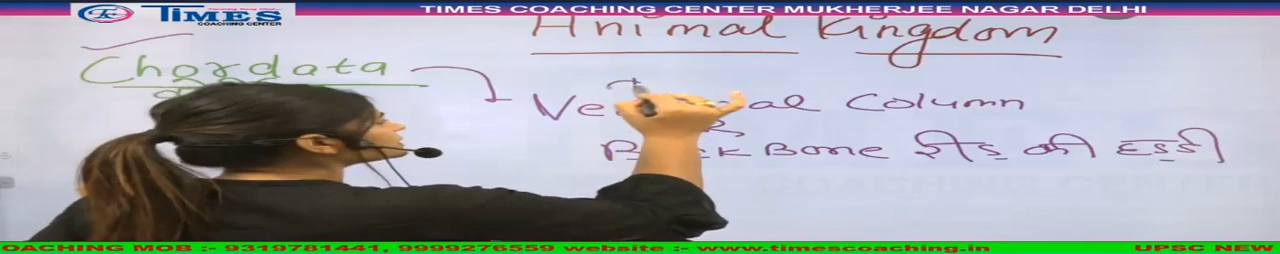 TIMES
COACHING CENTER
TIMES COACHING CENTER MUKHERJEE NAGAR DELHI
Animal Kingdom
Chordata
Column
Bone रीढ़ की हड्डी
OACHING MOB :- 9319781441, 9999276559 website :- www.timescoaching.in UPSC NEW